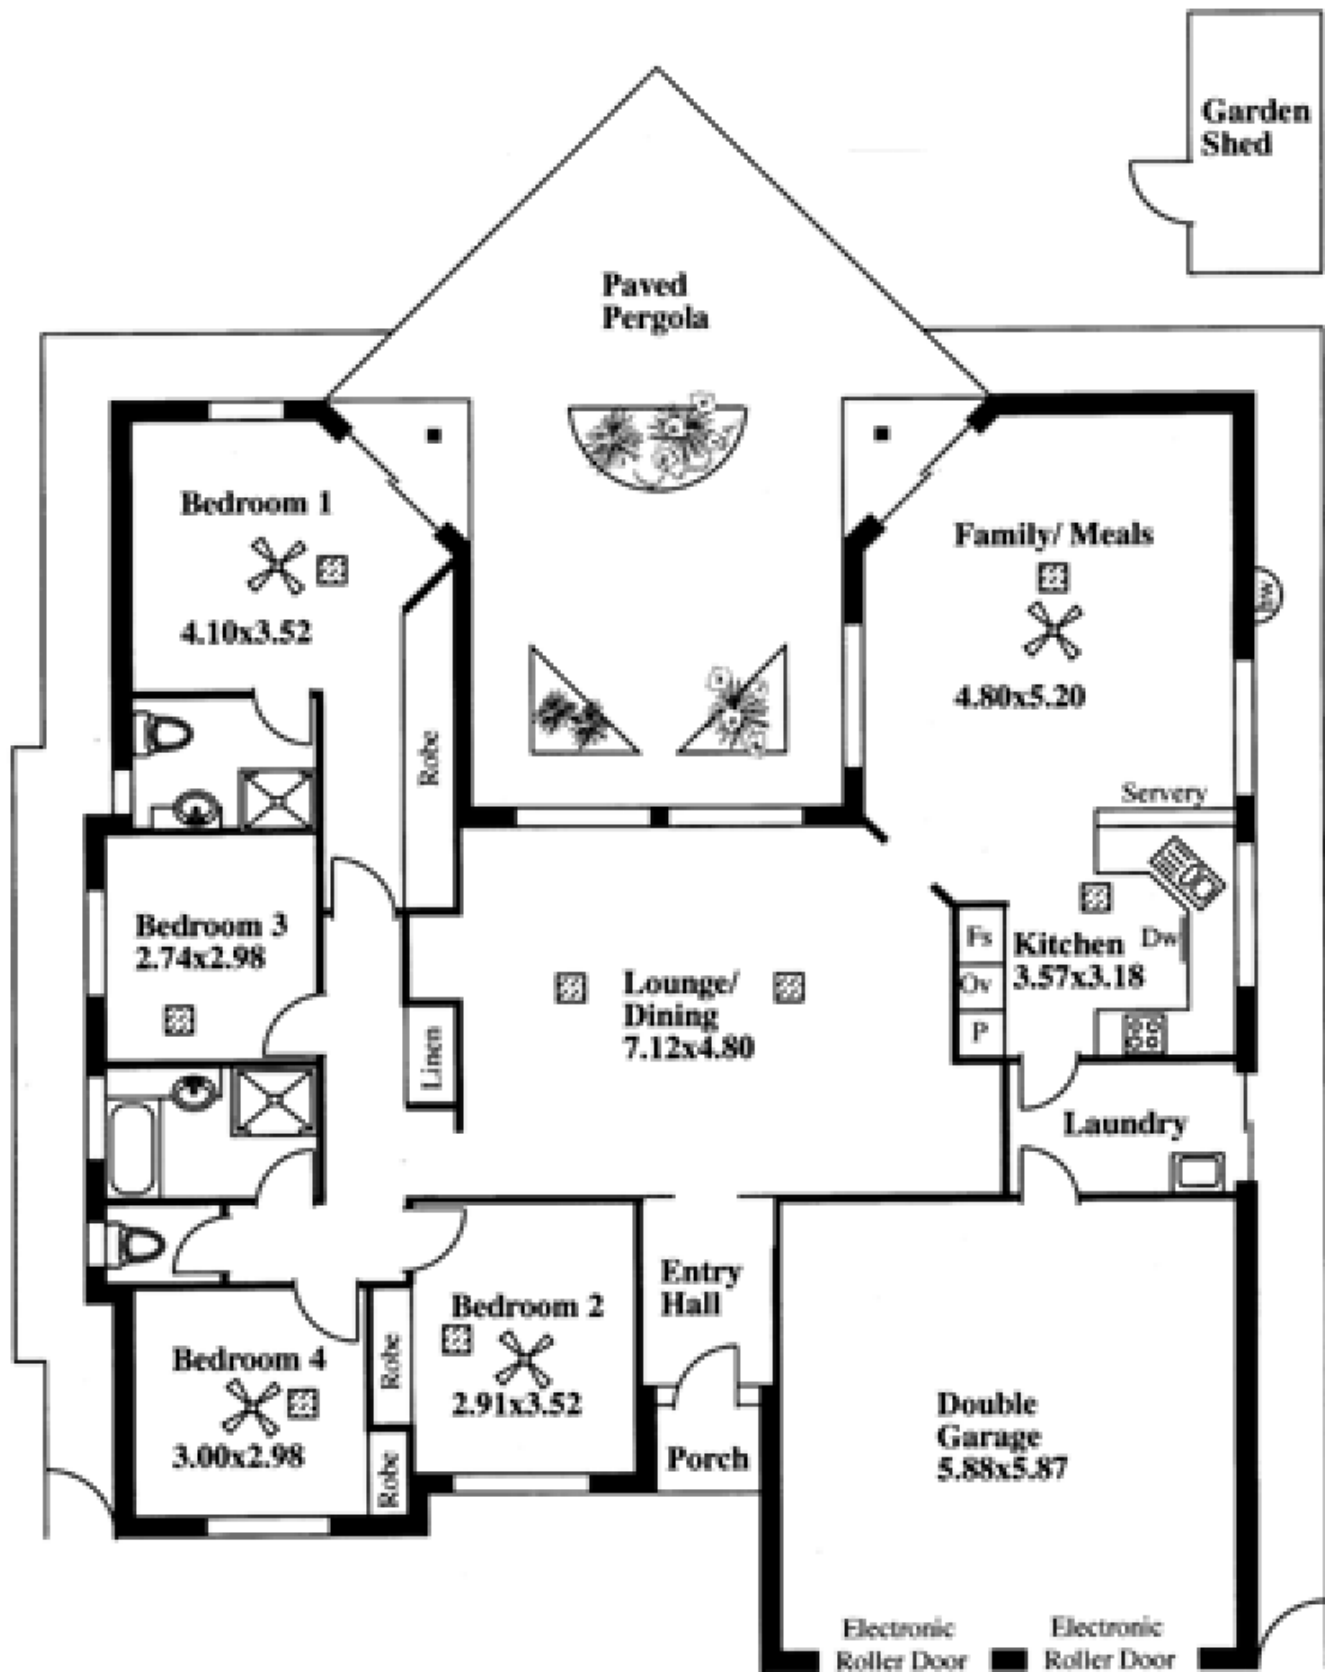 Garden
Shed
Paved
Pergola
Bedroom 1
4.10x3.52
Family/ Meals
4.80x5.20
hw
Robe
Servery
Bedroom 3
2.74x2.98
Fs
Ov
P
Kitchen
3.57x3.18
Dw
Lounge/
Dining
7.12x4.80
Linen
Laundry
Entry
Hall
Bedroom 2
2.91x3.52
Bedroom 4
3.00x2.98
Robe
Robe
Porch
Double
Garage
5.88x5.87
Electronic
Roller Door
Electronic
Roller Door